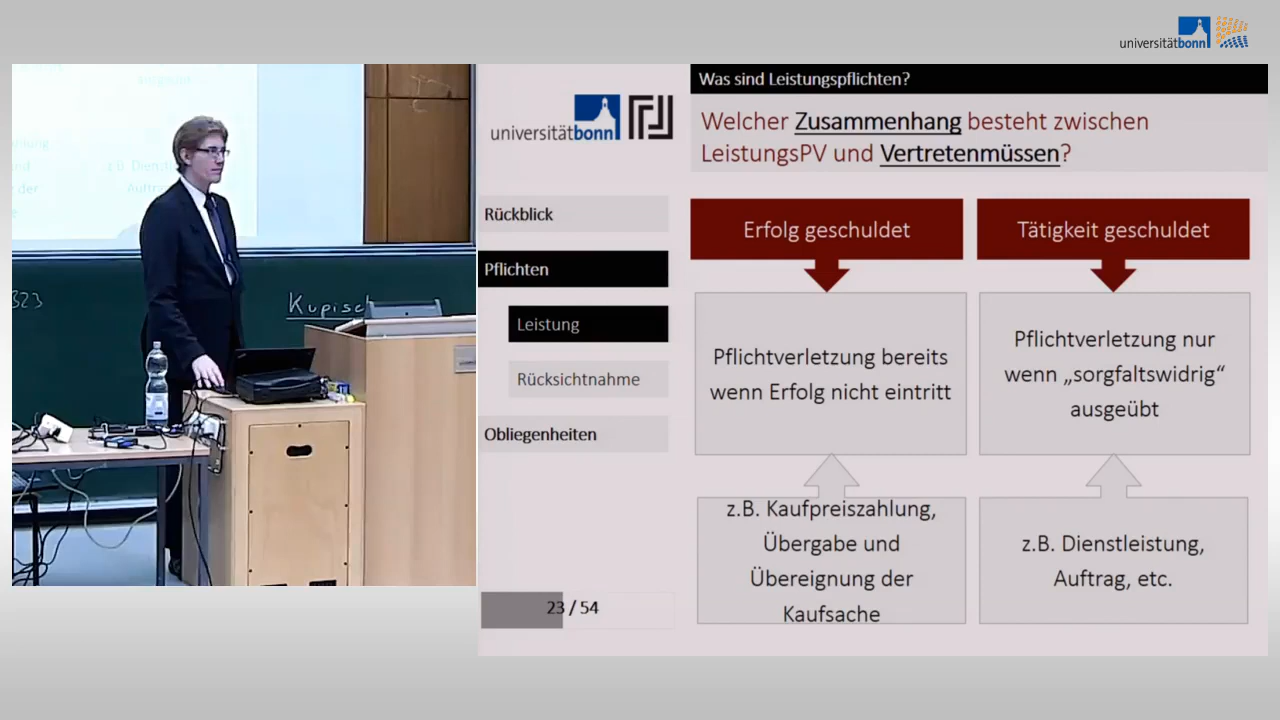 universitätbonn
Was sind Leistungspflichten?
universitätbonn
Welcher Zusammenhang besteht zwischen
LeistungsPV und Vertretenmüssen?
Rückblick
Pflichten
Leistung
Rücksichtnahme
Obliegenheiten
23 / 54
Erfolg geschuldet
Pflichtverletzung bereits
wenn Erfolg nicht eintritt
z.B. Kaufpreiszahlung,
Übergabe und
Übereignung der
Kaufsache
Tätigkeit geschuldet
Pflichtverletzung nur
wenn „sorgfaltswidrig“
ausgeübt
z.B. Dienstleistung,
Auftrag, etc.
323
Kupisc